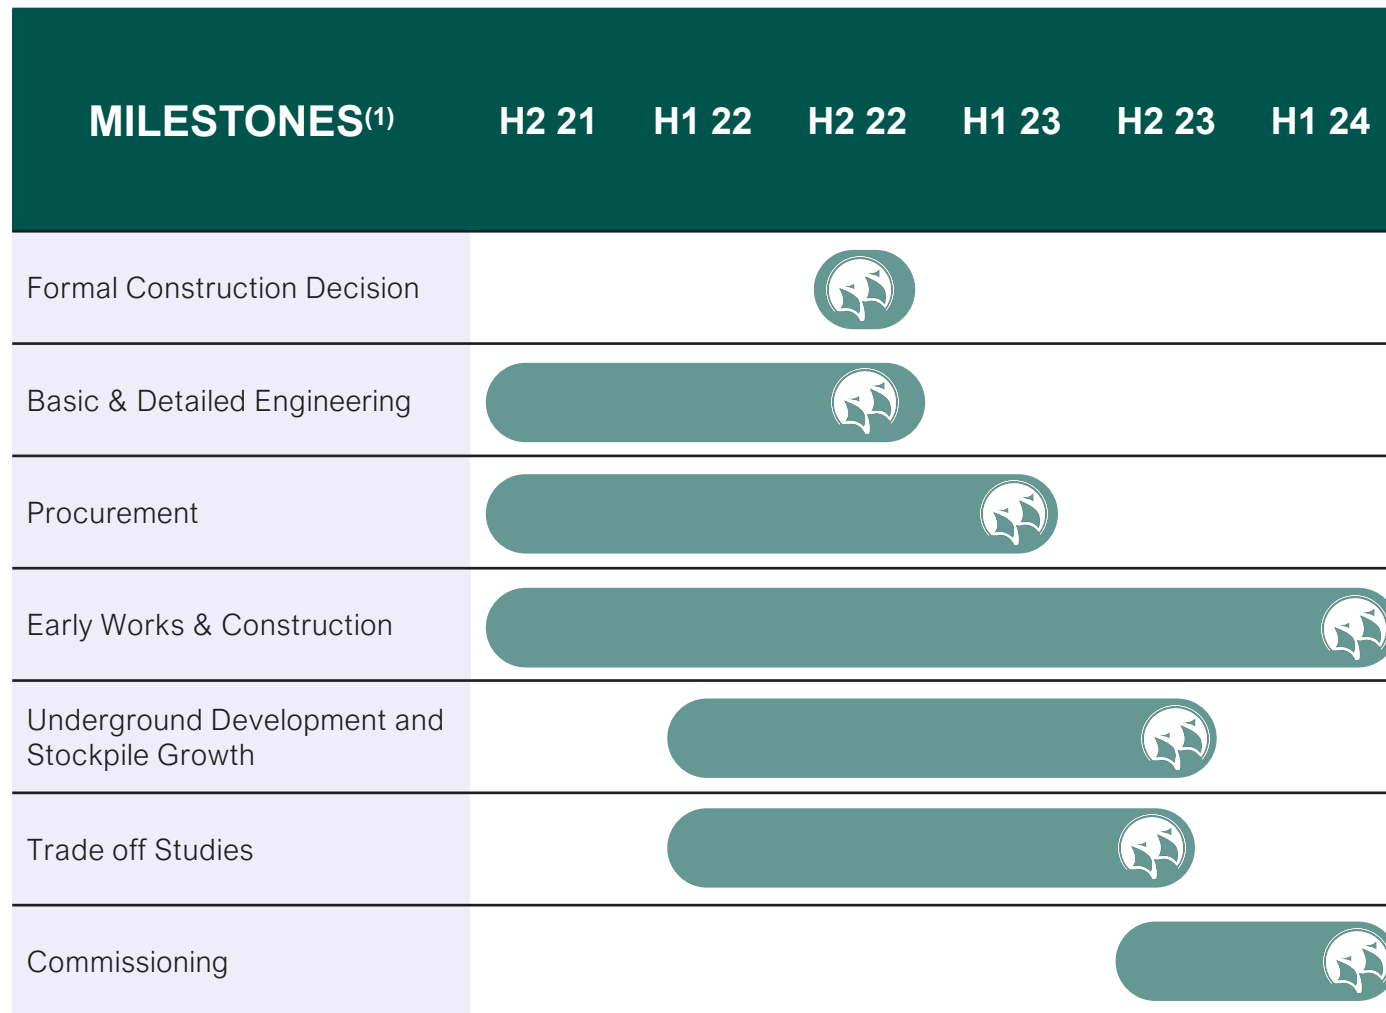 MILESTONES(1) H2 21 H1 22 H2 22 H1 23 H2 23 H1 24
Formal Construction Decision
Basic & Detailed Engineering
Procurement
Early Works & Construction
Underground Development and
Stockpile Growth
Trade off Studies
Commissioning